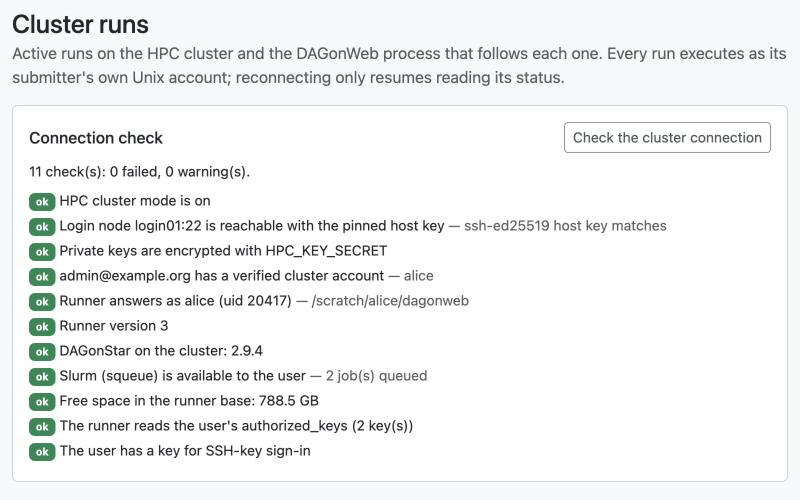 Cluster runs
Active runs on the HPC cluster and the DAGonWeb process that follows each one. Every run executes as its
submitter's own Unix account; reconnecting only resumes reading its status.
Connection check
Check the cluster connection
11 check(s): 0 failed, 0 warning(s).
ok HPC cluster mode is on
ok Login node login01:22 is reachable with the pinned host key — ssh-ed25519 host key matches
ok Private keys are encrypted with HPC_KEY_SECRET
ok admin@example.org has a verified cluster account — alice
ok Runner answers as alice (uid 20417) — /scratch/alice/dagonweb
ok Runner version 3
ok DAGonStar on the cluster: 2.9.4
ok Slurm (squeue) is available to the user — 2 job(s) queued
ok Free space in the runner base: 788.5 GB
ok The runner reads the user's authorized_keys (2 key(s))
ok The user has a key for SSH-key sign-in